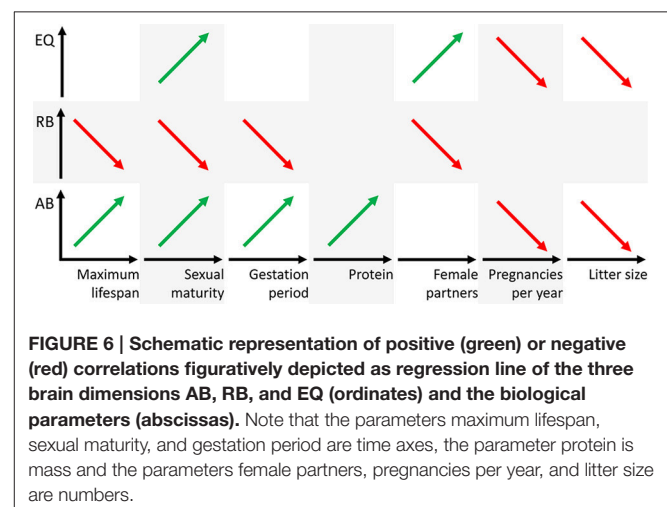 EQ
RB
AB
Maximum lifespan
Sexual maturity
Gestation period
Protein
Female partners
Pregnancies per year
Litter size
FIGURE 6 | Schematic representation of positive (green) or negative
(red) correlations figuratively depicted as regression line of the three
brain dimensions AB, RB, and EQ (ordinates) and the biological
parameters (abscissas). Note that the parameters maximum lifespan,
sexual maturity, and gestation period are time axes, the parameter protein is
mass and the parameters female partners, pregnancies per year, and litter size
are numbers.